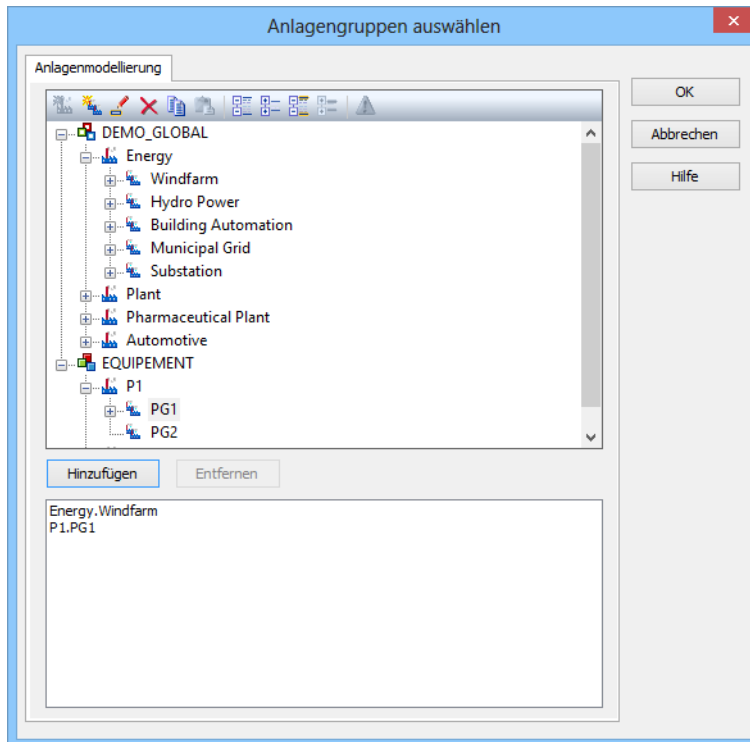 Anlagengruppen auswählen
Anlagenmodellierung
OK
Abbrechen
Hilfe
DEMO_GLOBAL
Energy
Windfarm
Hydro Power
Building Automation
Municipal Grid
Substation
Plant
Pharmaceutical Plant
Automotive
EQUIPEMENT
P1
PG1
PG2
Hinzufügen
Entfernen
Energy.Windfarm
P1.PG1